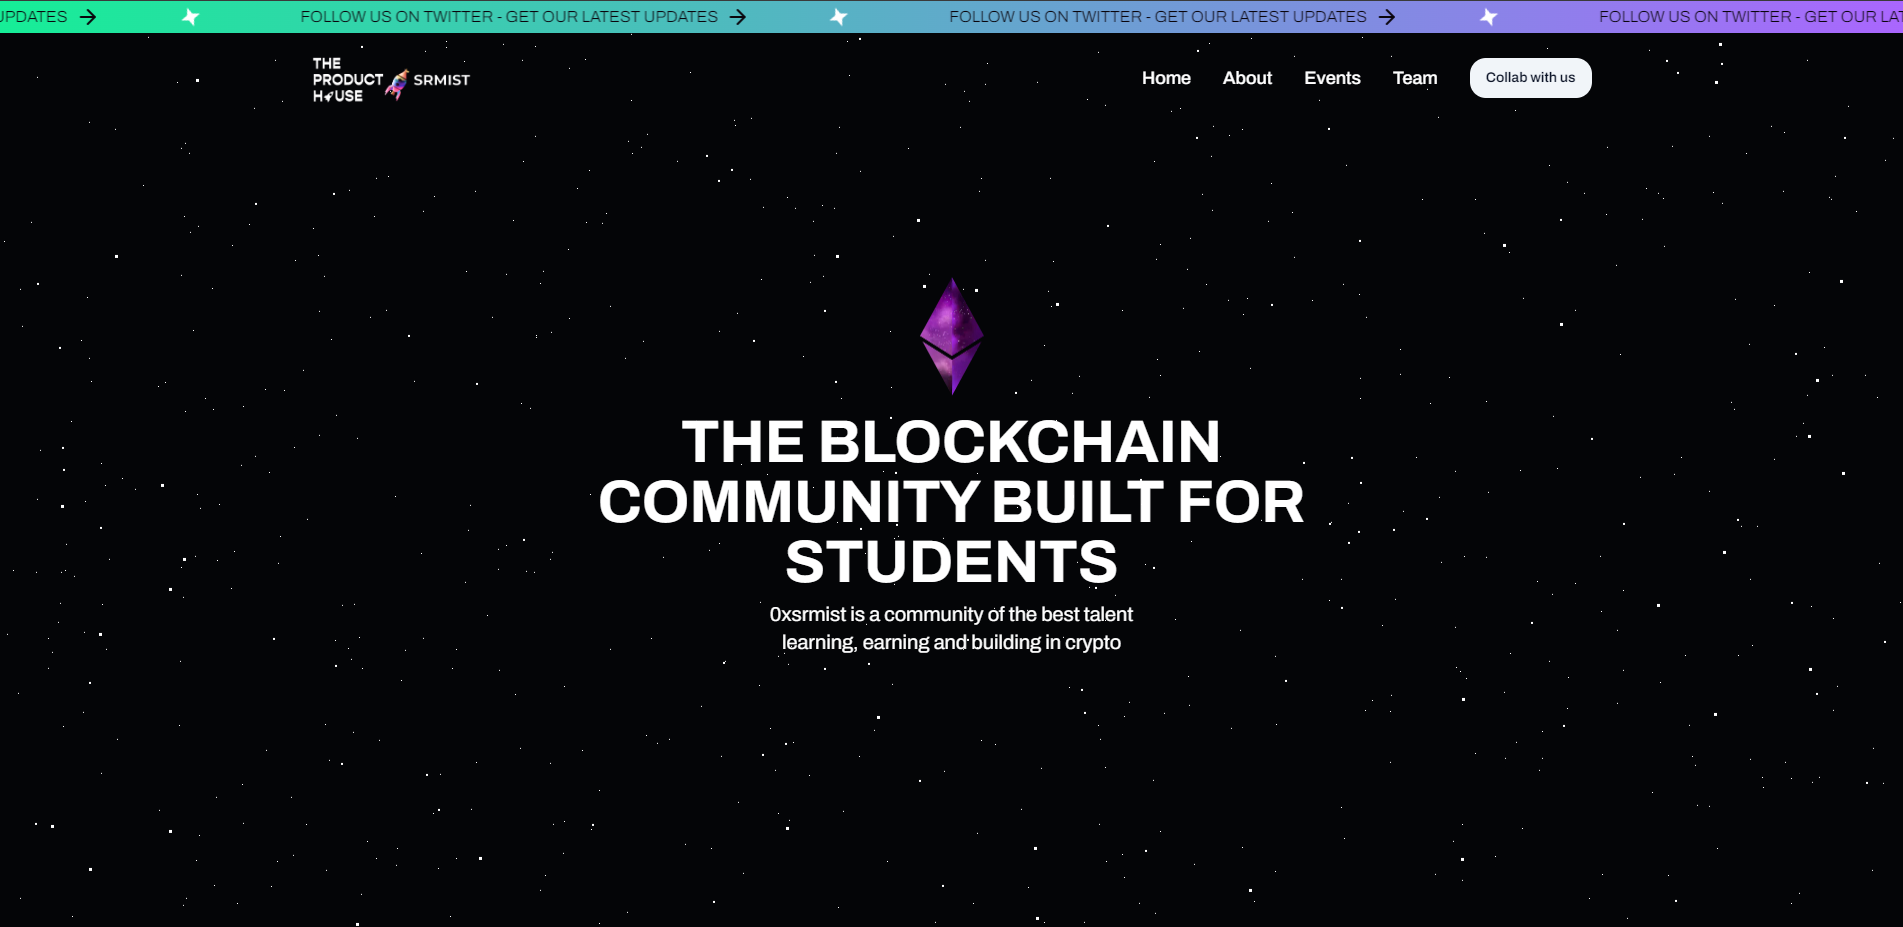 UPDATES → FOLLOW US ON TWITTER - GET OUR LATEST UPDATES → FOLLOW US ON TWITTER - GET OUR LATEST UPDATES → FOLLOW US ON TWITTER - GET OUR LAT
THE
PRODUCT
HOUSE
SRMIST
Home About Events Team Collab with us
THE BLOCKCHAIN
COMMUNITY BUILT FOR
STUDENTS
0xsrmist is a community of the best talent
learning, earning and building in crypto